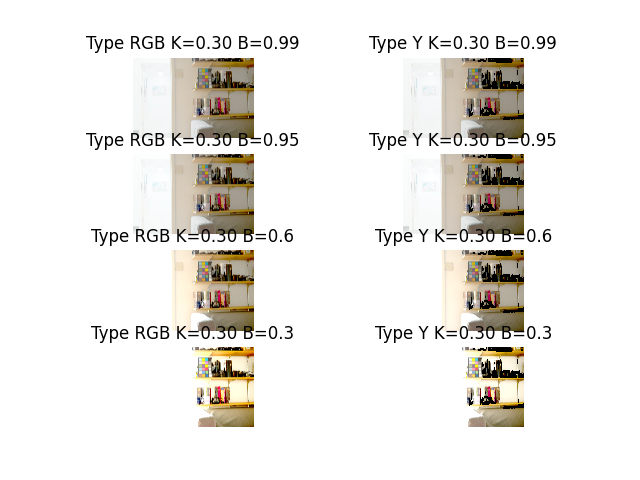 Type RGB K=0.30 B=0.99
Type Y K=0.30 B=0.99
Type RGB K=0.30 B=0.95
Type Y K=0.30 B=0.95
Type RGB K=0.30 B=0.6
Type Y K=0.30 B=0.6
Type RGB K=0.30 B=0.3
Type Y K=0.30 B=0.3